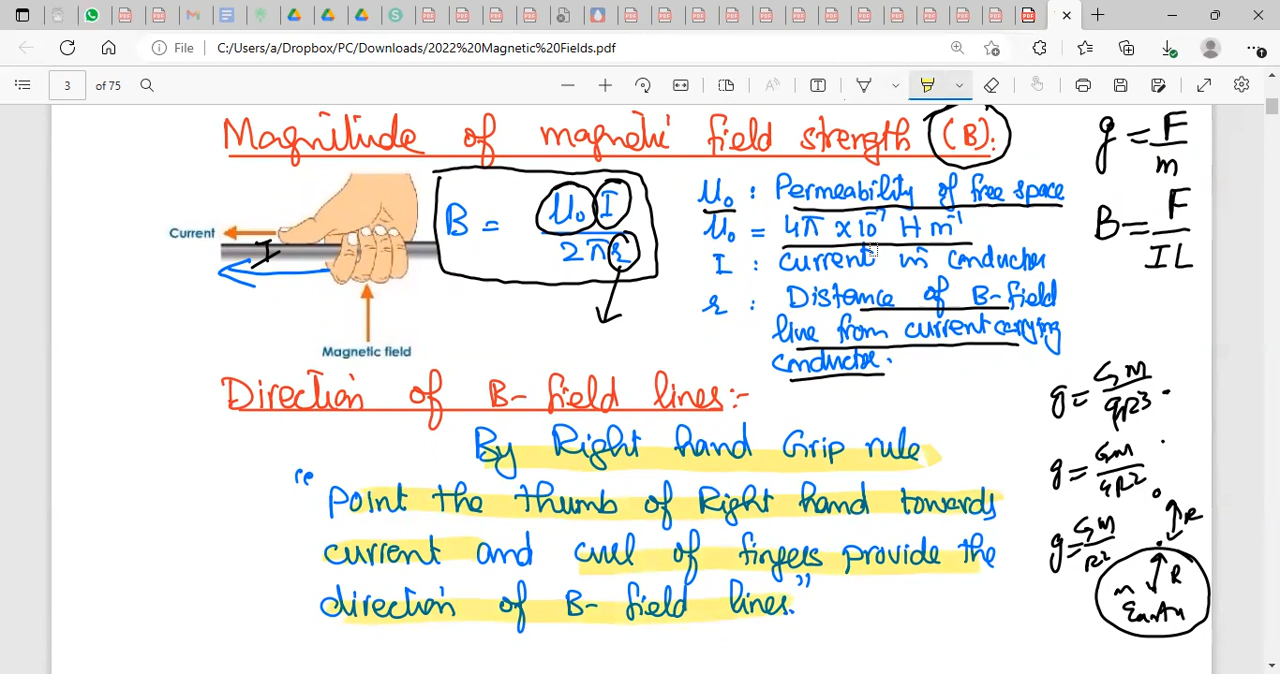 File
C:/Users/a/Dropbox/PC/Downloads/2022%20Magnetic%20Fields.pdf
3 of 75
Magnitude of magnetic field strength (B):
Current
I
Magnetic field
B = μ₀ I / 2πr
μ₀ : Permeability of free space
μ₀ = 4π × 10⁻⁷ H m⁻¹
I : current in conductor
r : Distance of B-field
line from current carrying
conductor.
g = F / m
B = F / IL
Direction of B-field lines:-
By Right hand Grip rule
"Point the thumb of Right hand towards
current and curl of fingers provide the
direction of B-field lines."
g = GM / 9R²
g = GM / 4R²
g = GM / R²
R
R
m
Earth